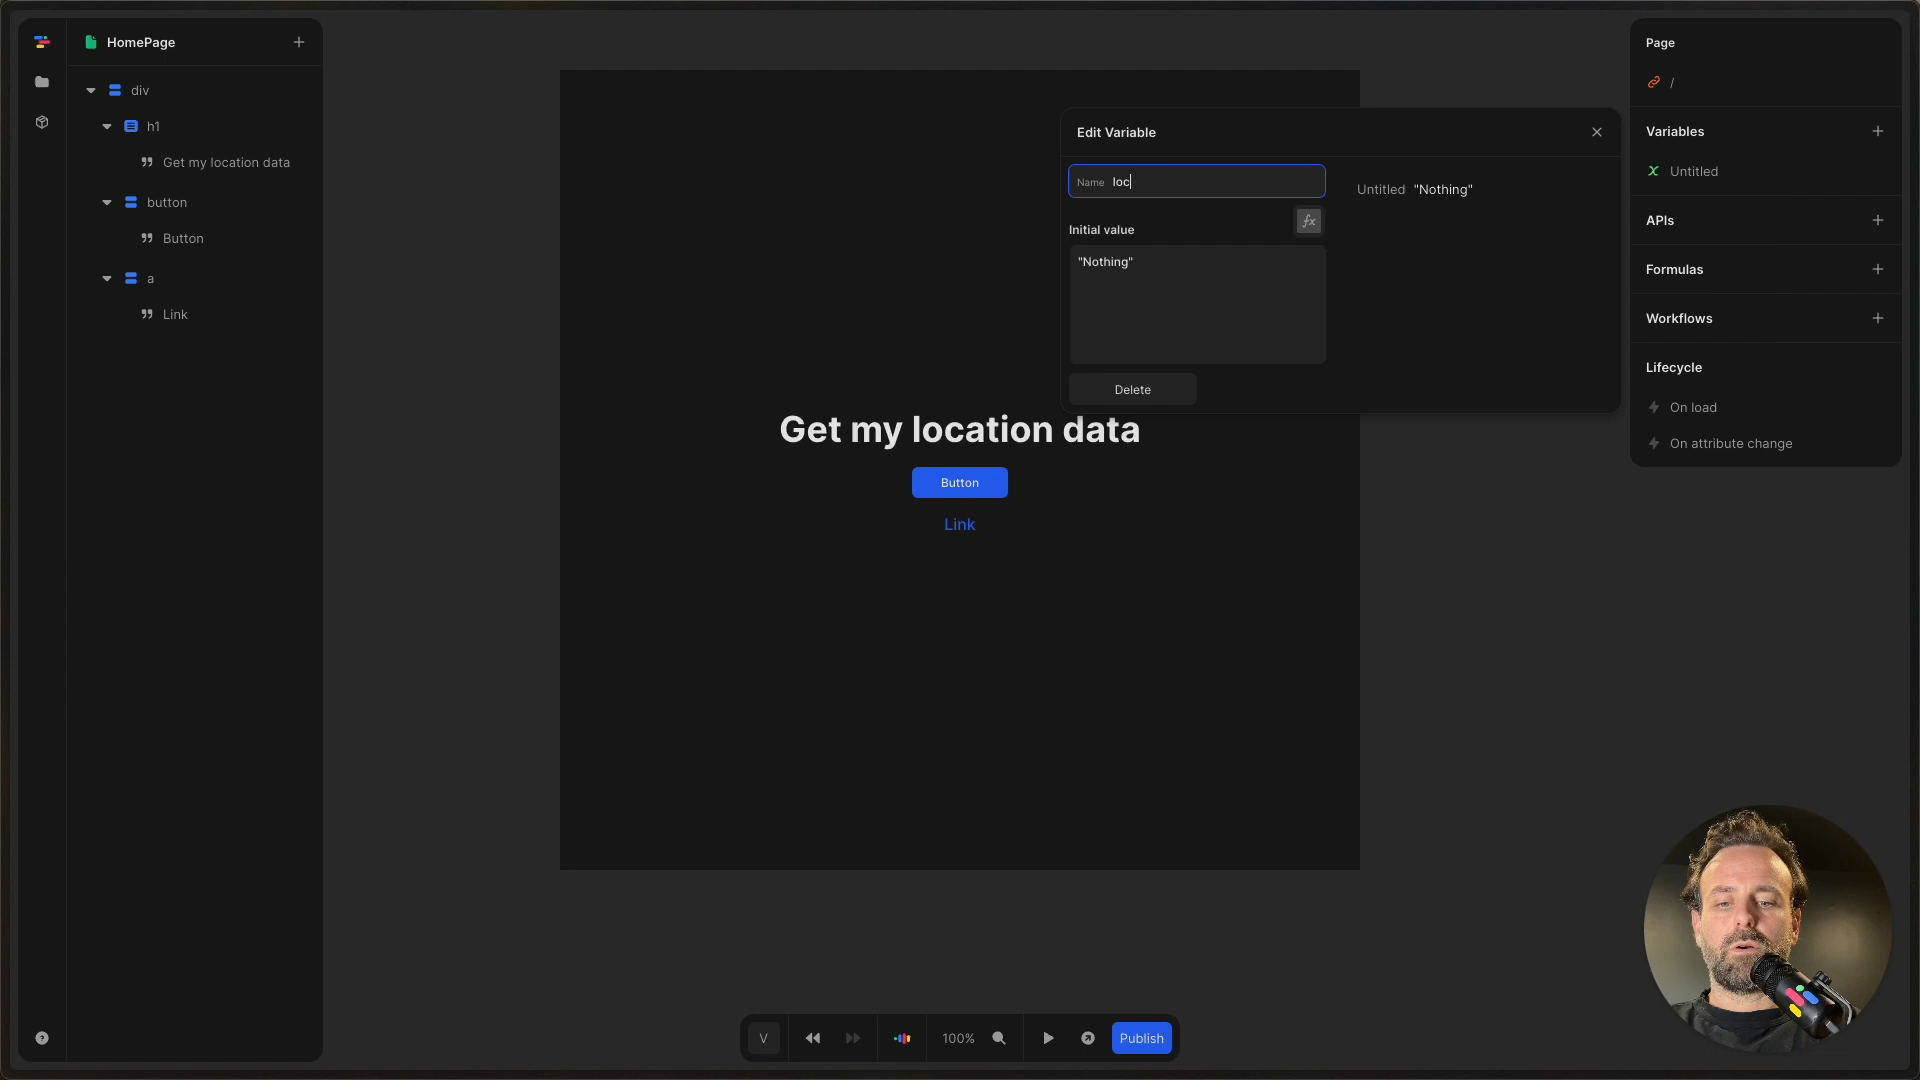 HomePage
div
h1
Get my location data
button
Button
a
Link
Edit Variable
Name loc
Untitled "Nothing"
Initial value
fx
"Nothing"
Delete
Get my location data
Button
Link
Page
/
Variables
Untitled
APIs
Formulas
Workflows
Lifecycle
On load
On attribute change
V
100%
Publish